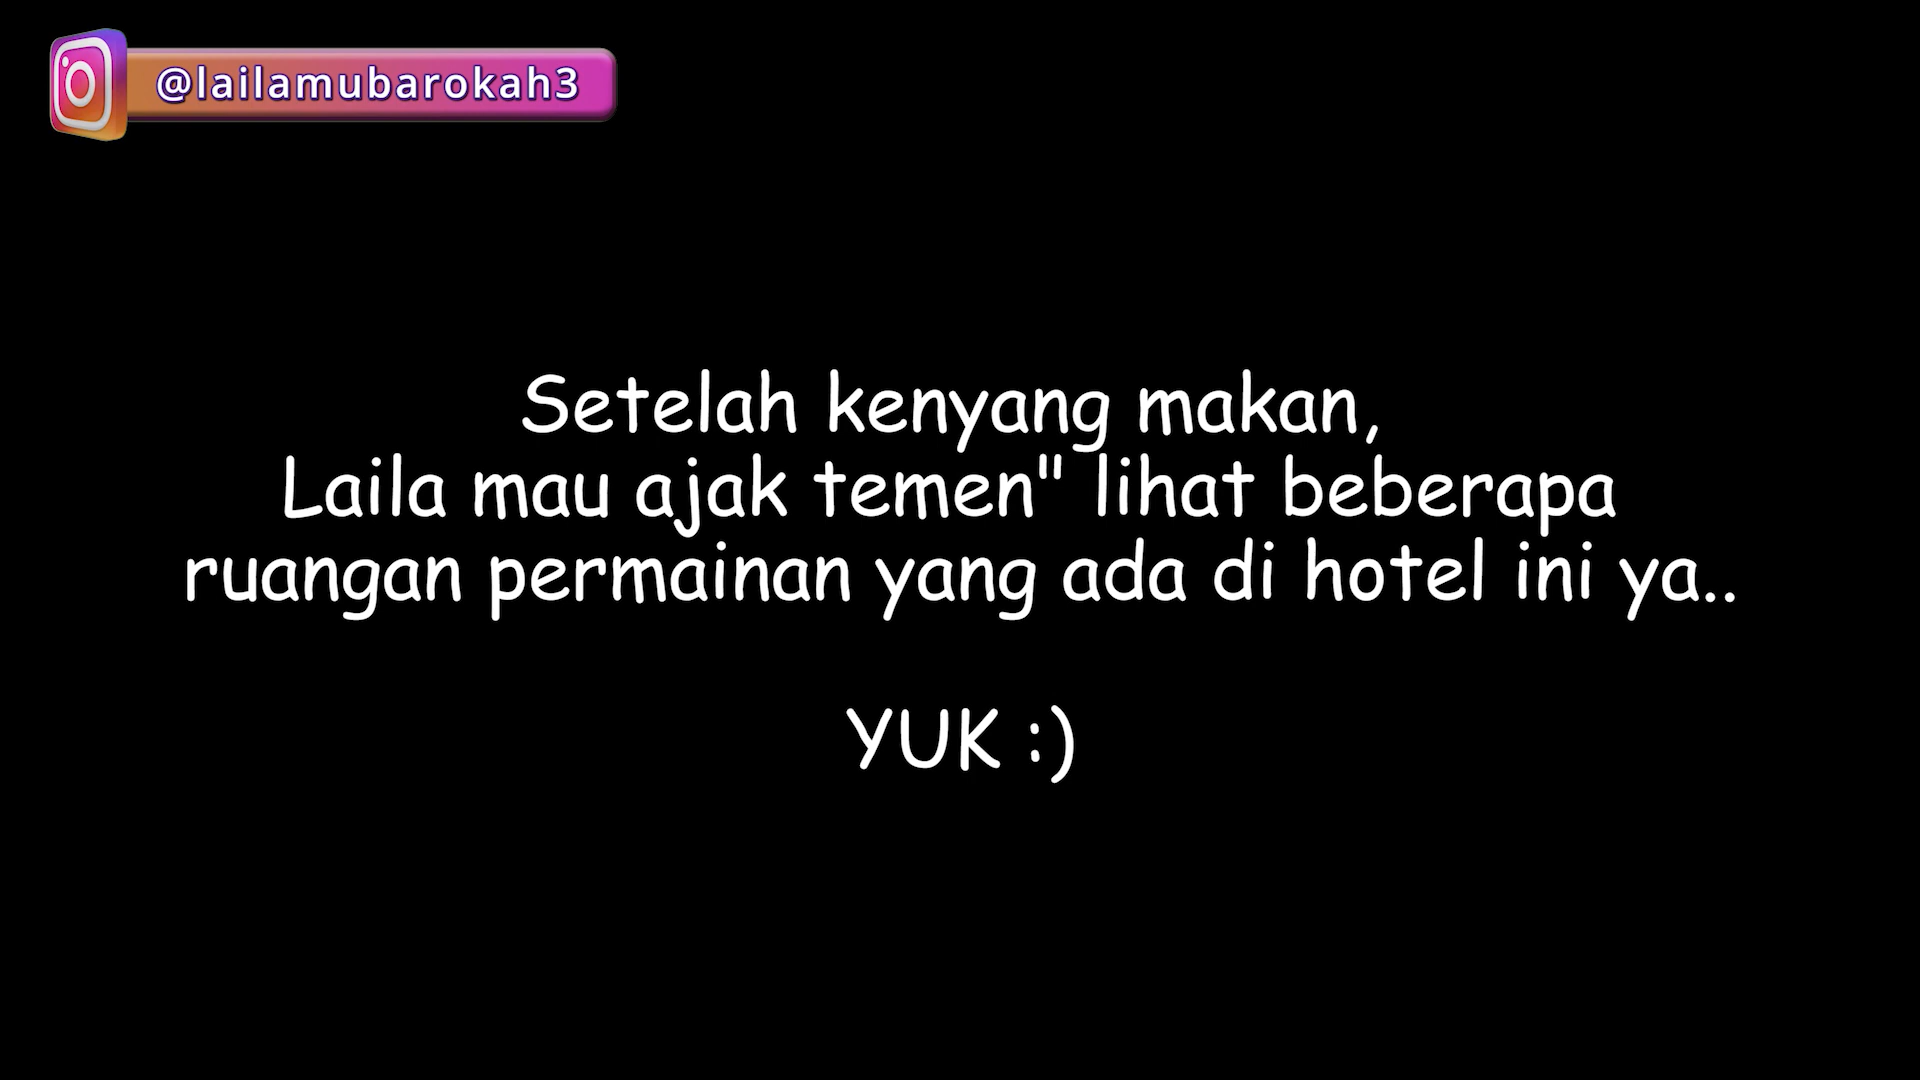 @lailamubarokah3
Setelah kenyang makan,
Laila mau ajak temen" lihat beberapa
ruangan permainan yang ada di hotel ini ya..
YUK :)